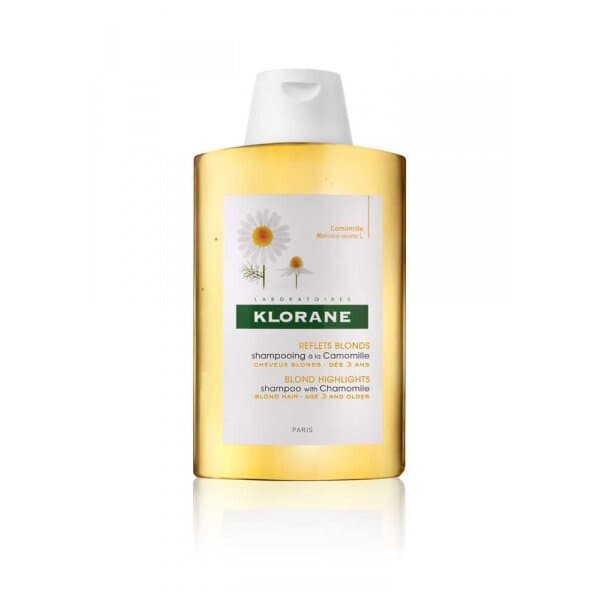 Camomille
LABORATOIRES
KLORANE
REFLETS BLONDS
shampooing à la Camomille
CHEVEUX BLONDS - DÈS 3 ANS
BLOND HIGHLIGHTS
shampoo with Chamomile
BLOND HAIR - AGE 3 AND OLDER
PARIS